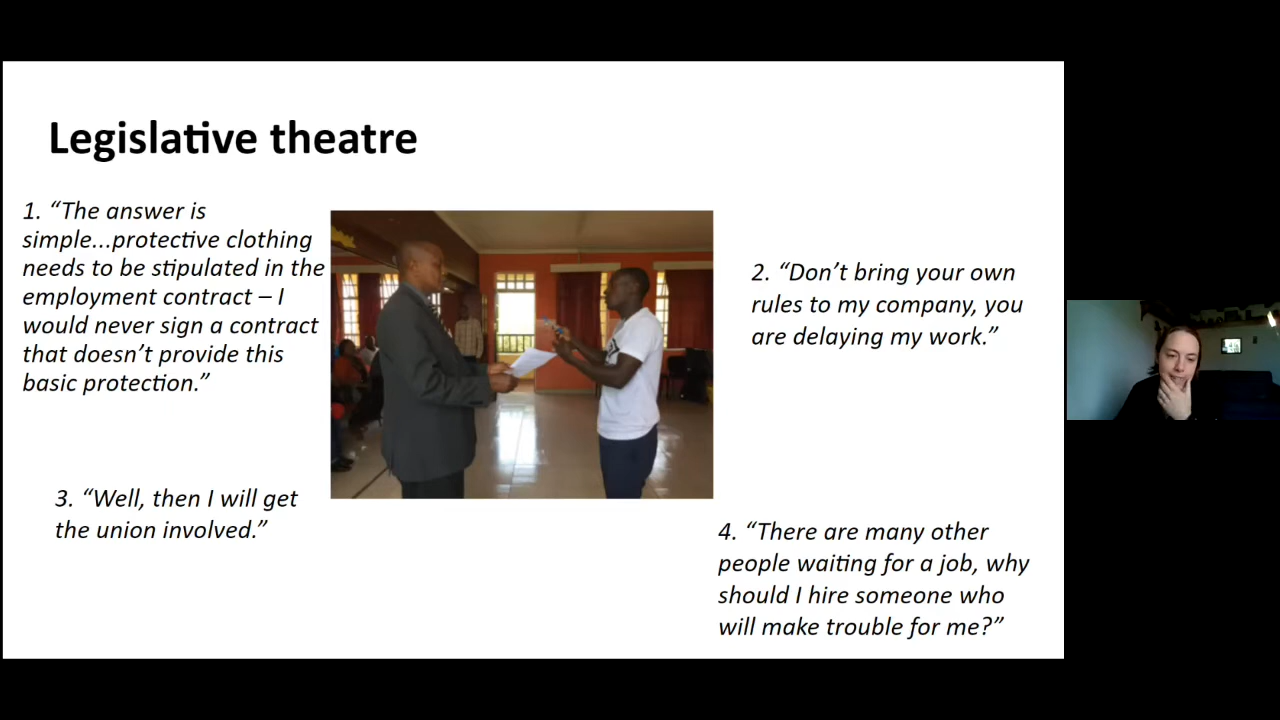 Legislative theatre
1. “The answer is
simple...protective clothing
needs to be stipulated in the
employment contract – I
would never sign a contract
that doesn’t provide this
basic protection.”
2. “Don’t bring your own
rules to my company, you
are delaying my work.”
3. “Well, then I will get
the union involved.”
4. “There are many other
people waiting for a job, why
should I hire someone who
will make trouble for me?”